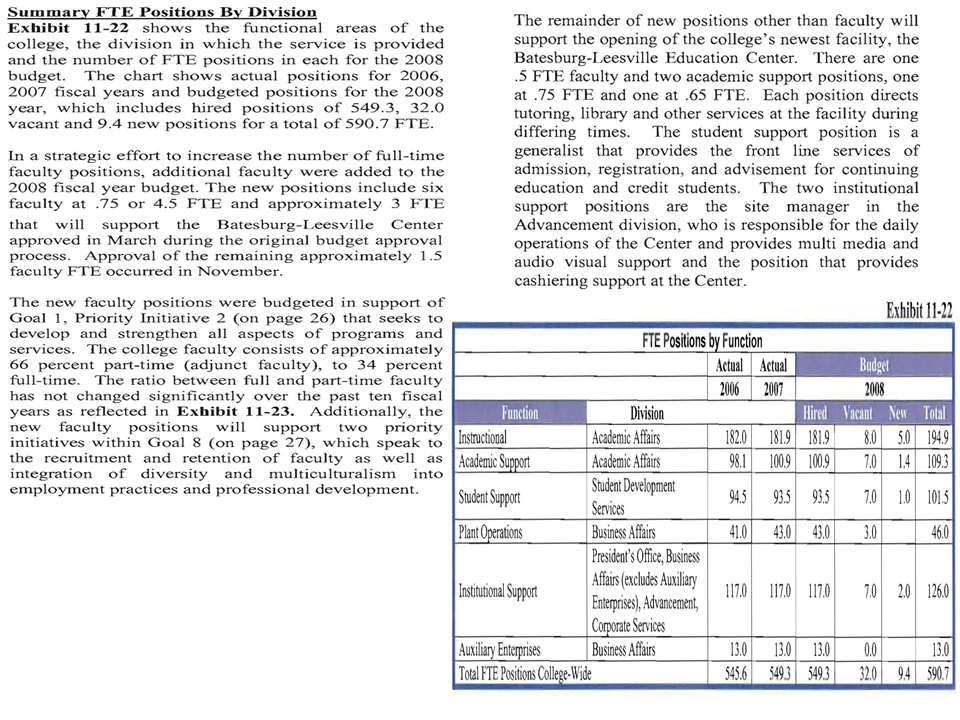 Summary FTE Positions By Division
Exhibit 11-22 shows the functional areas of the
college, the division in which the service is provided
and the number of FTE positions in each for the 2008
budget. The chart shows actual positions for 2006,
2007 fiscal years and budgeted positions for the 2008
year, which includes hired positions of 549.3, 32.0
vacant and 9.4 new positions for a total of 590.7 FTE.
In a strategic effort to increase the number of full-time
faculty positions, additional faculty were added to the
2008 fiscal year budget. The new positions include six
faculty at .75 or 4.5 FTE and approximately 3 FTE
that will support the Batesburg-Leesville Center
approved in March during the original budget approval
process. Approval of the remaining approximately 1.5
faculty FTE occurred in November.
The new faculty positions were budgeted in support of
Goal 1, Priority Initiative 2 (on page 26) that seeks to
develop and strengthen all aspects of programs and
services. The college faculty consists of approximately
66 percent part-time (adjunct faculty), to 34 percent
full-time. The ratio between full and part-time faculty
has not changed significantly over the past ten fiscal
years as reflected in Exhibit 11-23. Additionally, the
new faculty positions will support two priority
initiatives within Goal 8 (on page 27), which speak to
the recruitment and retention of faculty as well as
integration of diversity and multiculturalism into
employment practices and professional development.
The remainder of new positions other than faculty will
support the opening of the college's newest facility, the
Batesburg-Leesville Education Center. There are one
.5 FTE faculty and two academic support positions, one
at .75 FTE and one at .65 FTE. Each position directs
tutoring, library and other services at the facility during
differing times. The student support position is a
generalist that provides the front line services of
admission, registration, and advisement for continuing
education and credit students. The two institutional
support positions are the site manager in the
Advancement division, who is responsible for the daily
operations of the Center and provides multi media and
audio visual support and the position that provides
cashiering support at the Center.
Exhibit 11-22
FTE Positions by Function
Actual Actual Budget
2006 2007 2008
Function Division Hired Vacant New Total
Instructional Academic Affairs 182.0 181.9 181.9 8.0 5.0 194.9
Academic Support Academic Affairs 98.1 100.9 100.9 7.0 1.4 109.3
Student Support Student Development
Services 94.5 93.5 93.5 7.0 1.0 101.5
Plant Operations Business Affairs 41.0 43.0 43.0 3.0 46.0
Institutional Support President's Office, Business
Affairs (excludes Auxiliary
Enterprises), Advancement,
Corporate Services 117.0 117.0 117.0 7.0 2.0 126.0
Auxiliary Enterprises Business Affairs 13.0 13.0 13.0 0.0 13.0
Total FTE Positions College-Wide 545.6 549.3 549.3 32.0 9.4 590.7